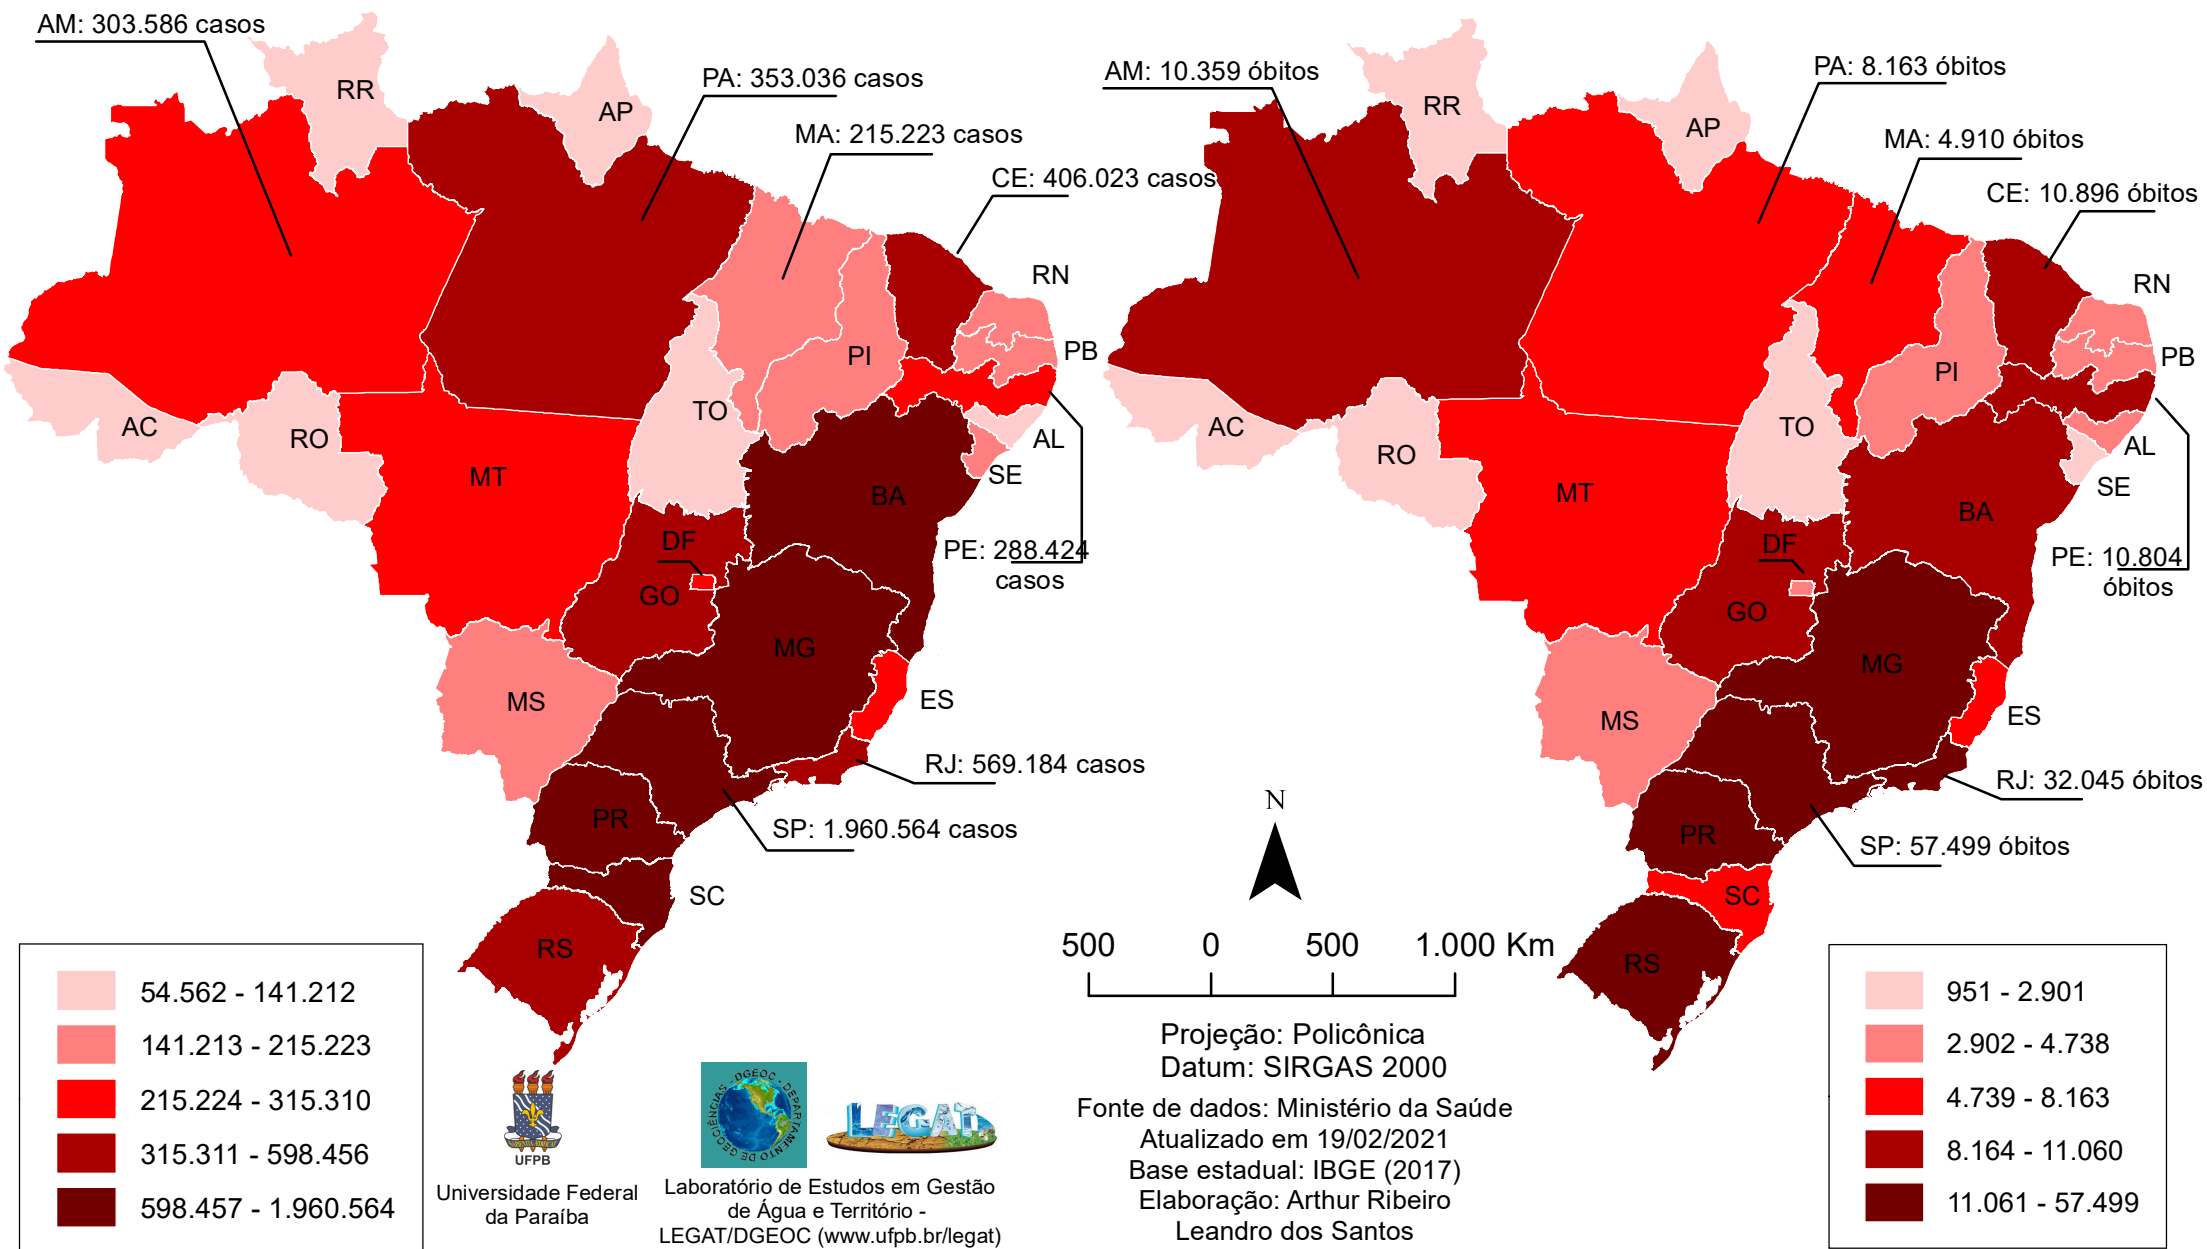 AM: 303.586 casos
RR
AP
PA: 353.036 casos
MA: 215.223 casos
CE: 406.023 casos
RN
PB
PI
TO
AC
RO
AL
MT
SE
BA
DF
PE: 288.424
casos
GO
MG
MS
ES
RJ: 569.184 casos
PR
SP: 1.960.564 casos
SC
RS
AM: 10.359 óbitos
RR
AP
PA: 8.163 óbitos
MA: 4.910 óbitos
CE: 10.896 óbitos
RN
PB
PI
TO
AC
RO
AL
MT
SE
BA
DF
PE: 10.804
óbitos
GO
MG
MS
ES
RJ: 32.045 óbitos
PR
SP: 57.499 óbitos
SC
RS
54.562 - 141.212
141.213 - 215.223
215.224 - 315.310
315.311 - 598.456
598.457 - 1.960.564
UFPB
Universidade Federal
da Paraíba
DGEOC - DEPARTAMENTO DE GEOCIÊNCIAS
LEGAT
Laboratório de Estudos em Gestão
de Água e Território -
LEGAT/DGEOC (www.ufpb.br/legat)
N
500 0 500 1.000 Km
Projeção: Policônica
Datum: SIRGAS 2000
Fonte de dados: Ministério da Saúde
Atualizado em 19/02/2021
Base estadual: IBGE (2017)
Elaboração: Arthur Ribeiro
Leandro dos Santos
951 - 2.901
2.902 - 4.738
4.739 - 8.163
8.164 - 11.060
11.061 - 57.499